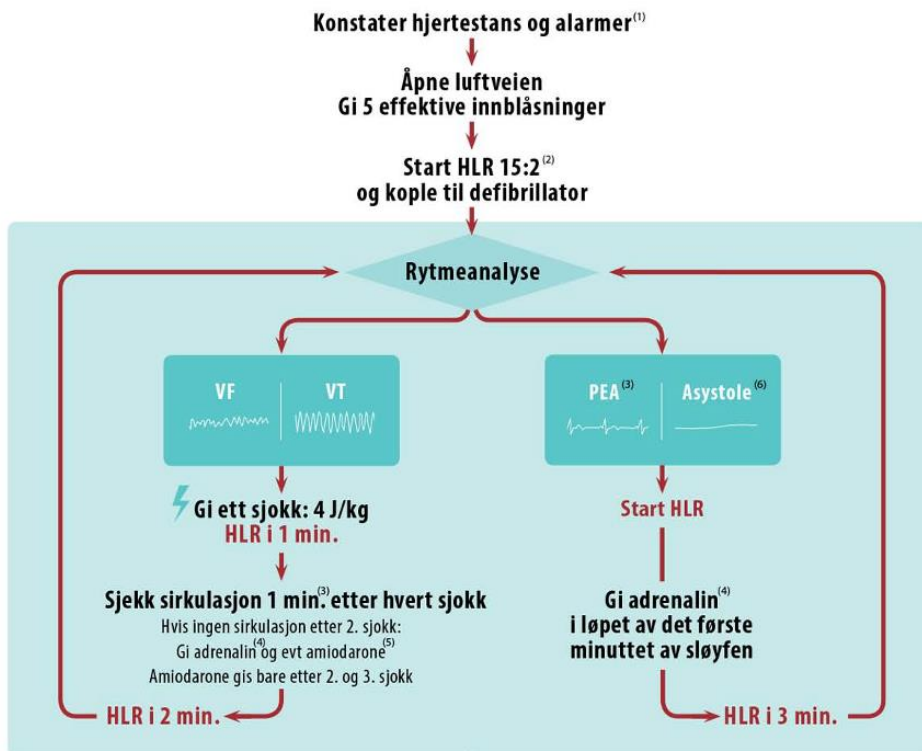 Konstater hjertestans og alarmer(1)
Åpne luftveien
Gi 5 effektive innblåsninger
Start HLR 15:2(2)
og kople til defibrillator
Rytmeanalyse
VF
VT
PEA(3)
Asystole(6)
Gi ett sjokk: 4 J/kg
HLR i 1 min.
Sjekk sirkulasjon 1 min.(3) etter hvert sjokk
Hvis ingen sirkulasjon etter 2. sjokk:
Gi adrenalin(4) og evt amiodarone(5)
Amiodarone gis bare etter 2. og 3. sjokk
HLR i 2 min.
Start HLR
Gi adrenalin(4)
i løpet av det første
minuttet av sløyfen
HLR i 3 min.